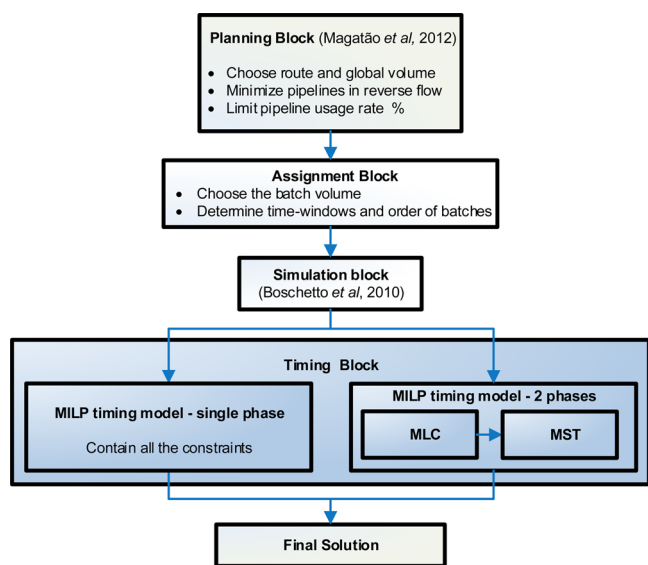 Planning Block (Magatão et al, 2012)
• Choose route and global volume
• Minimize pipelines in reverse flow
• Limit pipeline usage rate %
Assignment Block
• Choose the batch volume
• Determine time-windows and order of batches
Simulation block
(Boschetto et al, 2010)
Timing Block
MILP timing model - single phase
Contain all the constraints
MILP timing model - 2 phases
MLC
MST
Final Solution